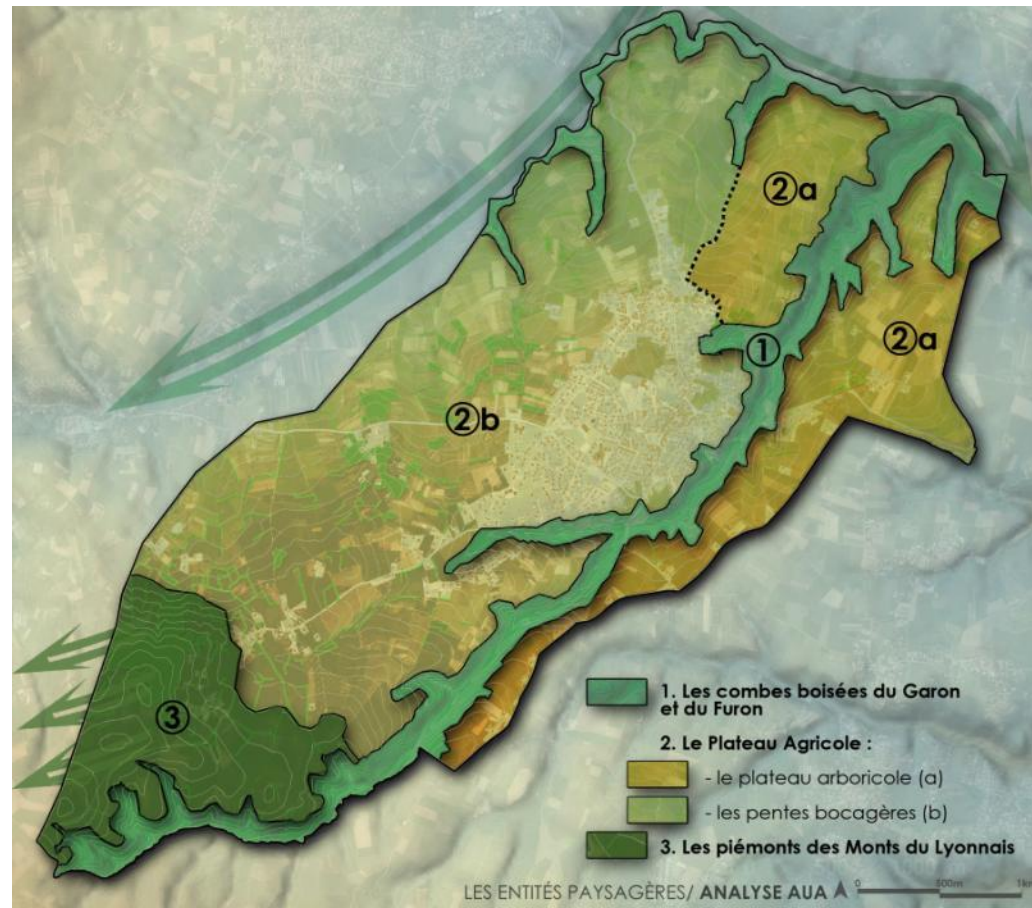 ②a
①
②a
②b
③
1. Les combes boisées du Garon
et du Furon
2. Le Plateau Agricole :
- le plateau arboricole (a)
- les pentes bocagères (b)
3. Les piémonts des Monts du Lyonnais
LES ENTITÉS PAYSAGÈRES/ ANALYSE AUA
0 500m 1k